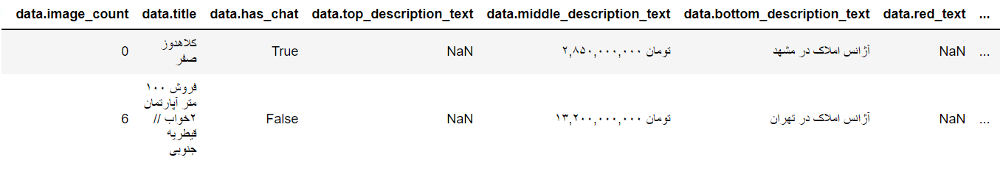 data.image_count data.title data.has_chat data.top_description_text data.middle_description_text data.bottom_description_text data.red_text ...
0 کلاهدوز صفر True NaN ۲,۸۵۰,۰۰۰,۰۰۰ تومان آژانس املاک در مشهد NaN ...
6 فروش ۱۰۰ متر آپارتمان ۲خواب // قیطریه جنوبی False NaN ۱۳,۲۰۰,۰۰۰,۰۰۰ تومان آژانس املاک در تهران NaN ...